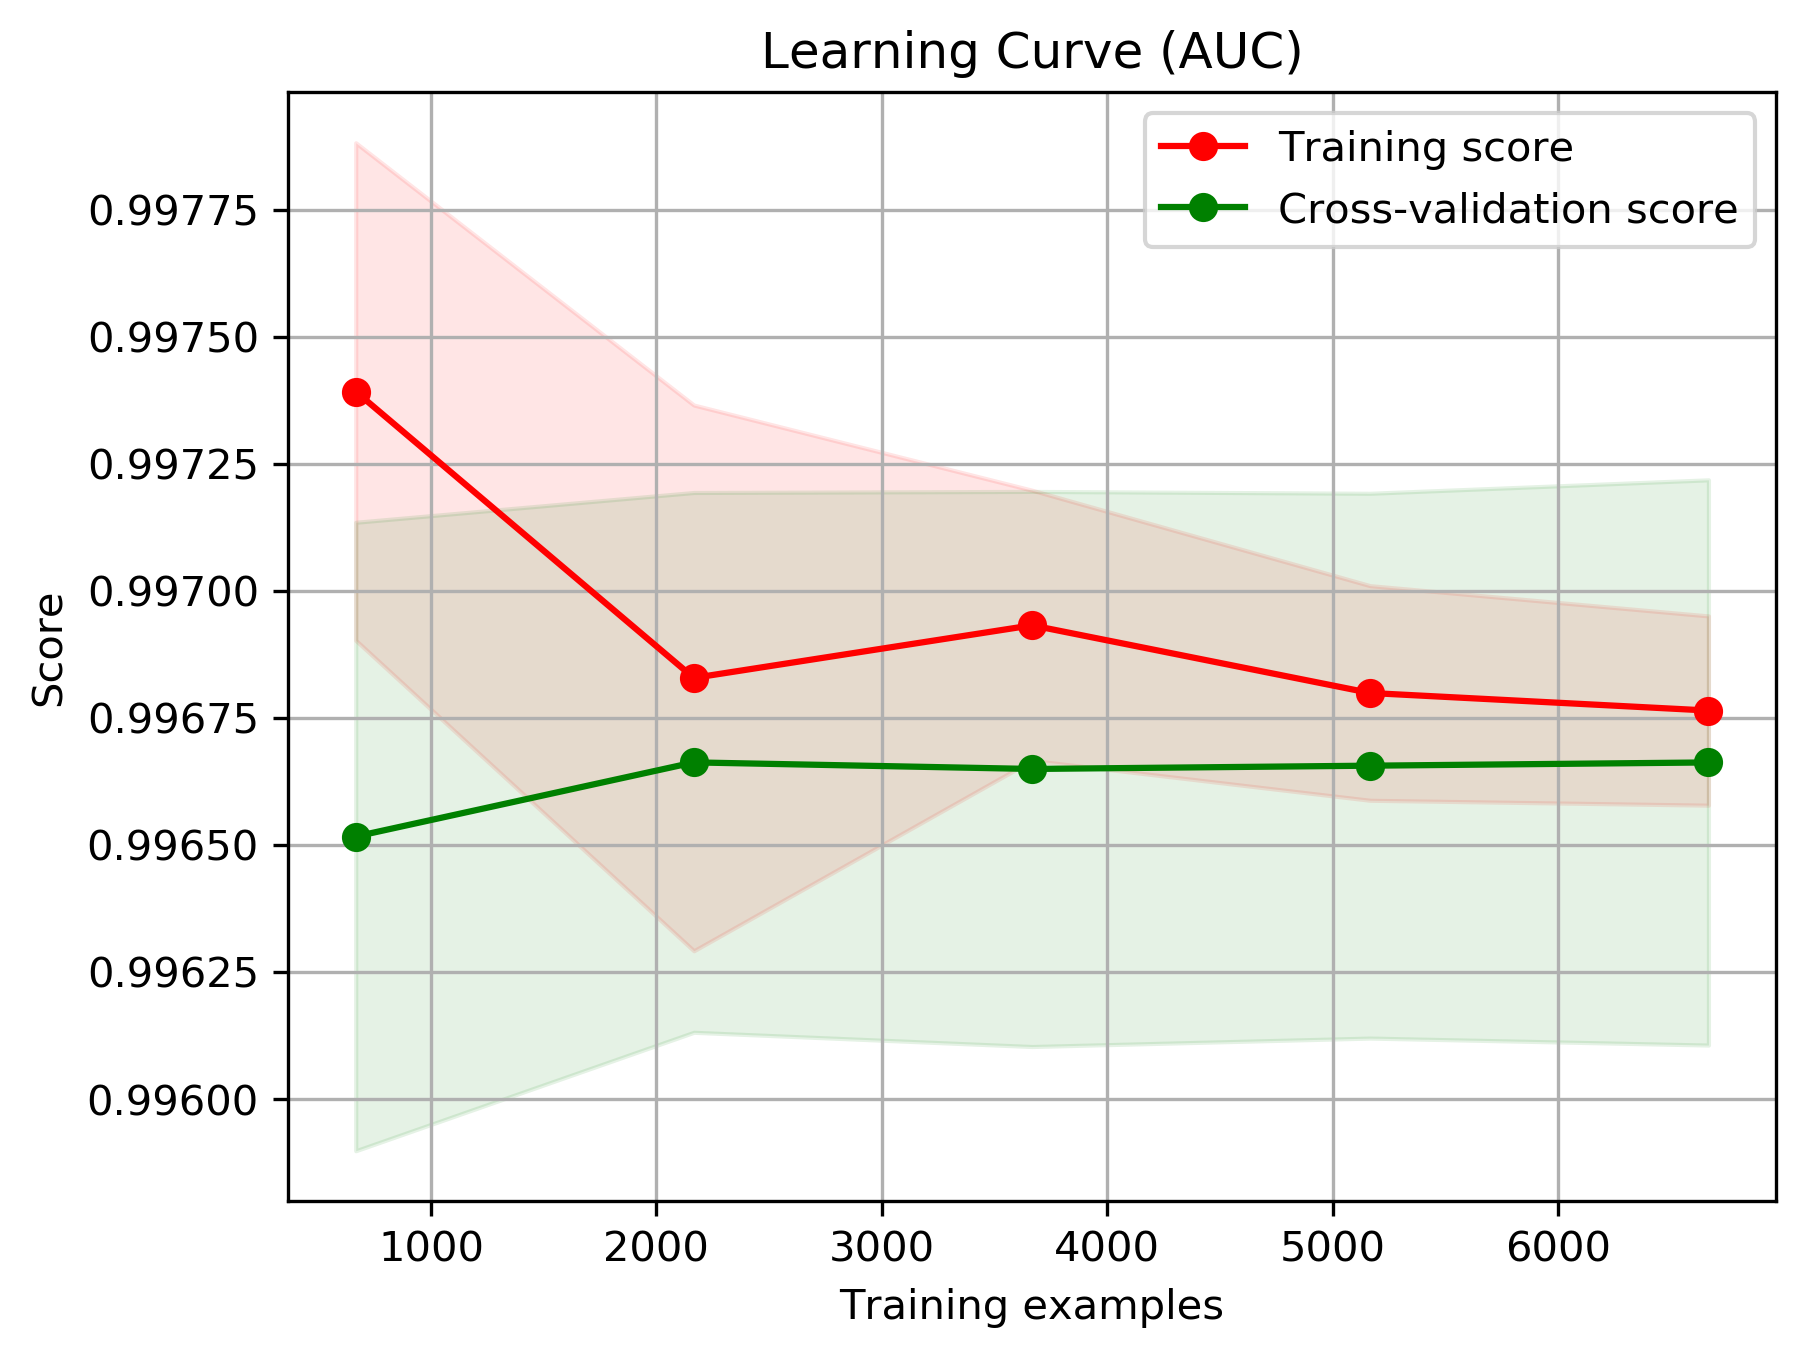 Learning Curve (AUC)
Training score
Cross-validation score
0.99775
0.99750
0.99725
0.99700
0.99675
0.99650
0.99625
0.99600
Score
1000 2000 3000 4000 5000 6000
Training examples